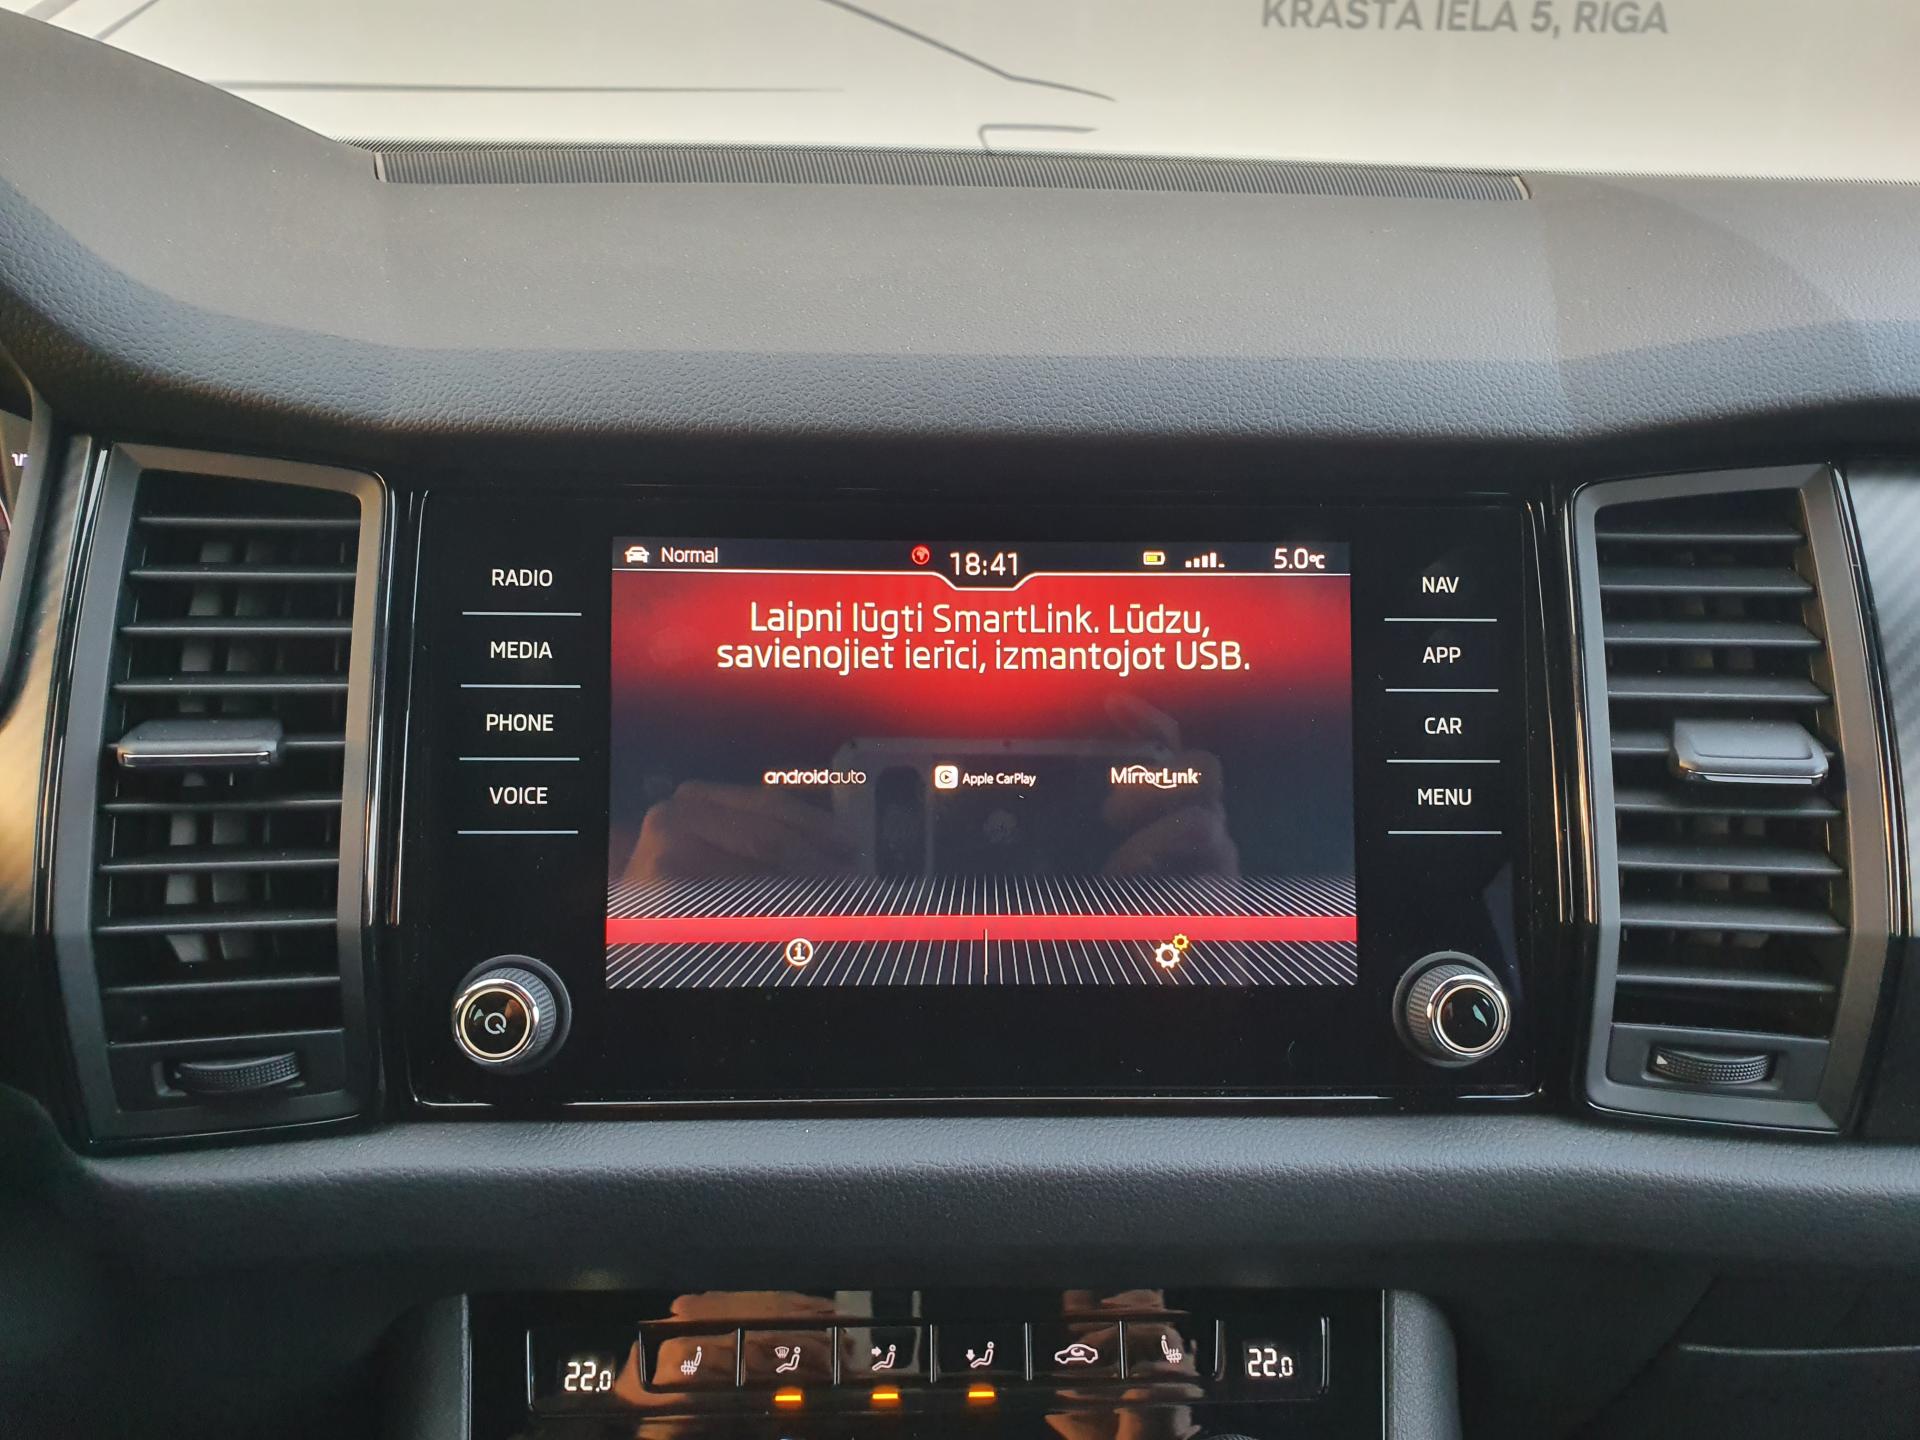 KRASTA IELA 5, RIGA
Normal
18:41
5.0°C
Laipni lūgti SmartLink. Lūdzu,
savienojiet ierīci, izmantojot USB.
androidauto
Apple CarPlay
MirrorLink
RADIO
MEDIA
PHONE
VOICE
NAV
APP
CAR
MENU
22.0
22.0